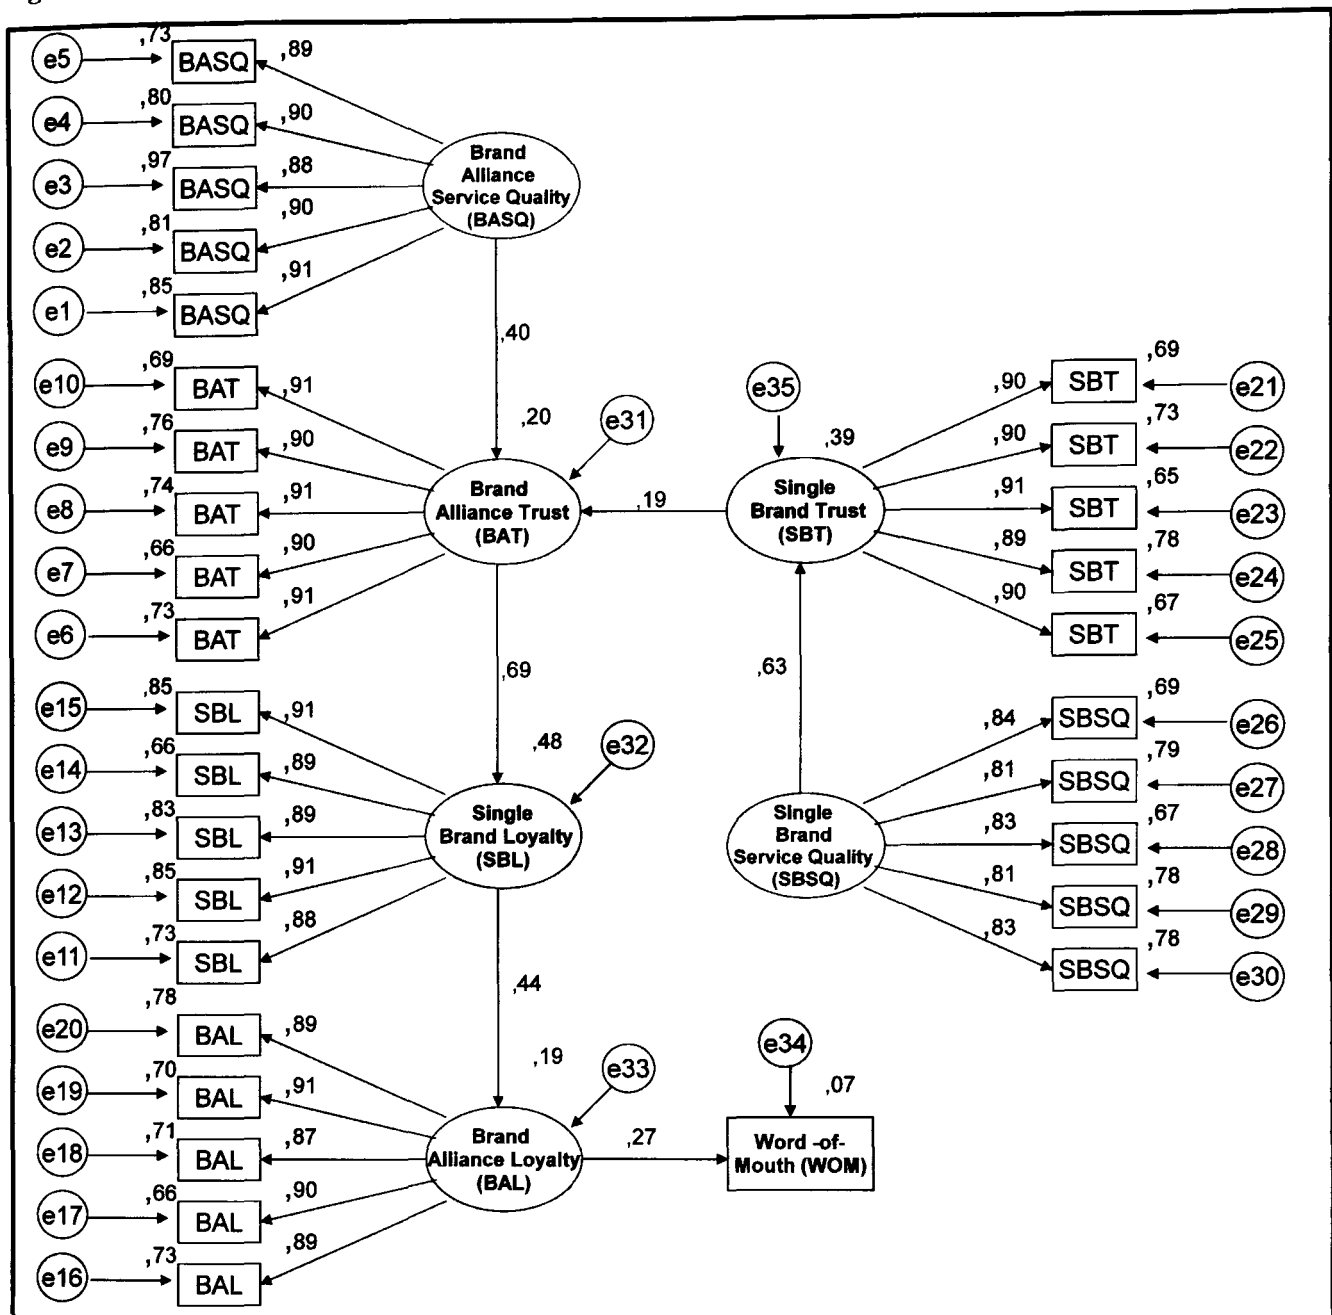 e5 ,73 BASQ ,89
e4 ,80 BASQ ,90
e3 ,97 BASQ ,88
e2 ,81 BASQ ,90
e1 ,85 BASQ ,91
Brand
Alliance
Service Quality
(BASQ)
,40
e10 ,69 BAT ,91
e9 ,76 BAT ,90
e8 ,74 BAT ,91
e7 ,66 BAT ,90
e6 ,73 BAT ,91
,20 e31
Brand
Alliance Trust
(BAT)
,19
e35
,39
Single
Brand Trust
(SBT)
,90 SBT ,69 e21
,90 SBT ,73 e22
,91 SBT ,65 e23
,89 SBT ,78 e24
,90 SBT ,67 e25
,69
,63
e15 ,85 SBL ,91
e14 ,66 SBL ,89
e13 ,83 SBL ,89
e12 ,85 SBL ,91
e11 ,73 SBL ,88
,48 e32
Single
Brand Loyalty
(SBL)
Single
Brand
Service Quality
(SBSQ)
,84 SBSQ ,69 e26
,81 SBSQ ,79 e27
,83 SBSQ ,67 e28
,81 SBSQ ,78 e29
,83 SBSQ ,78 e30
,44
e20 ,78 BAL ,89
e19 ,70 BAL ,91
e18 ,71 BAL ,87
e17 ,66 BAL ,90
e16 ,73 BAL ,89
,19 e33
Brand
Alliance Loyalty
(BAL)
,27
e34
,07
Word -of-
Mouth (WOM)